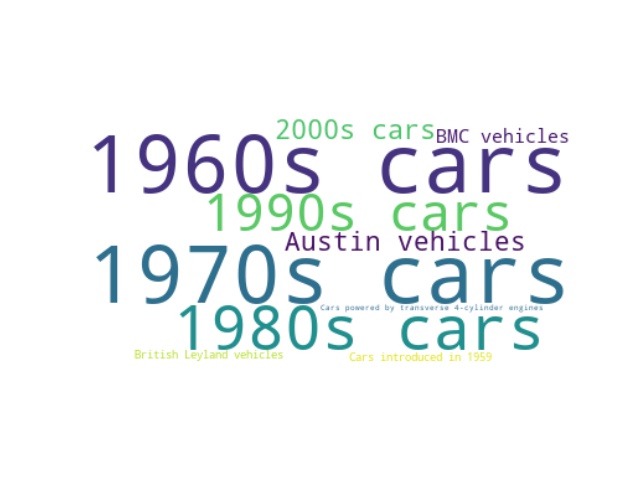 2000s cars
BMC vehicles
1960s cars
1990s cars
Austin vehicles
1970s cars
Cars powered by transverse 4-cylinder engines
1980s cars
British Leyland vehicles
Cars introduced in 1959